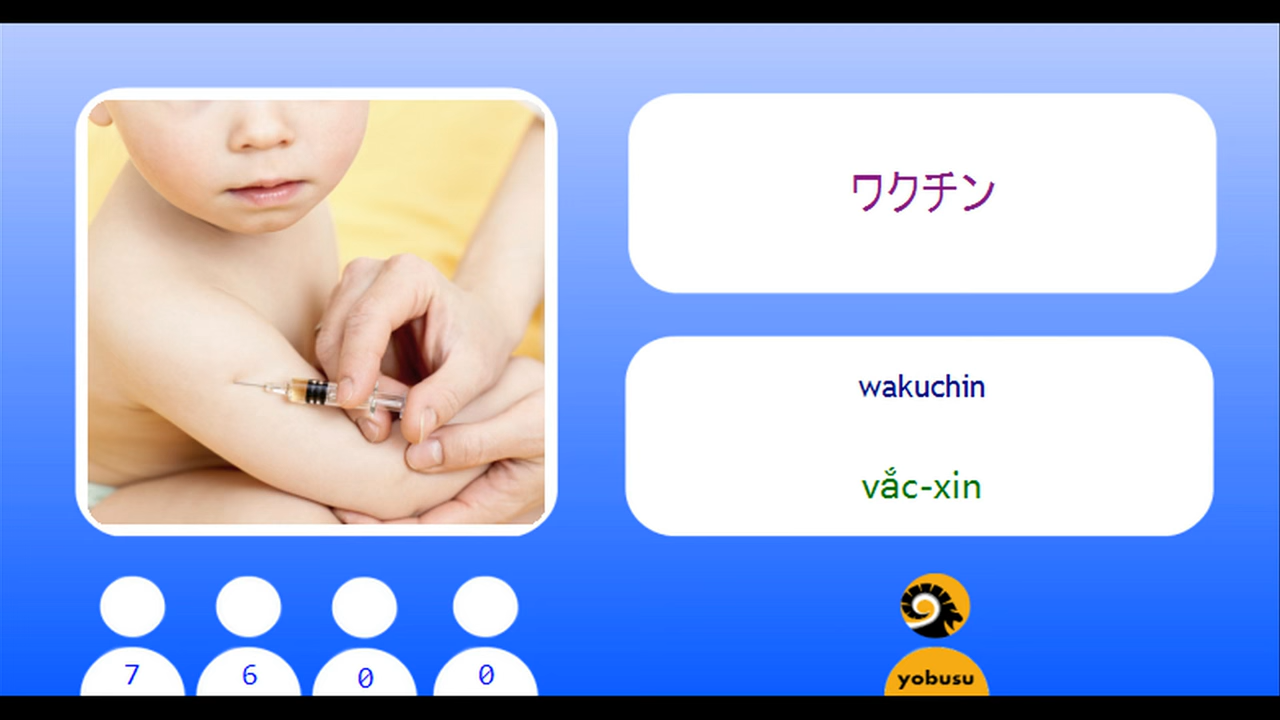 ワクチン
wakuchin
vắc-xin
7 6 0 0
yobusu